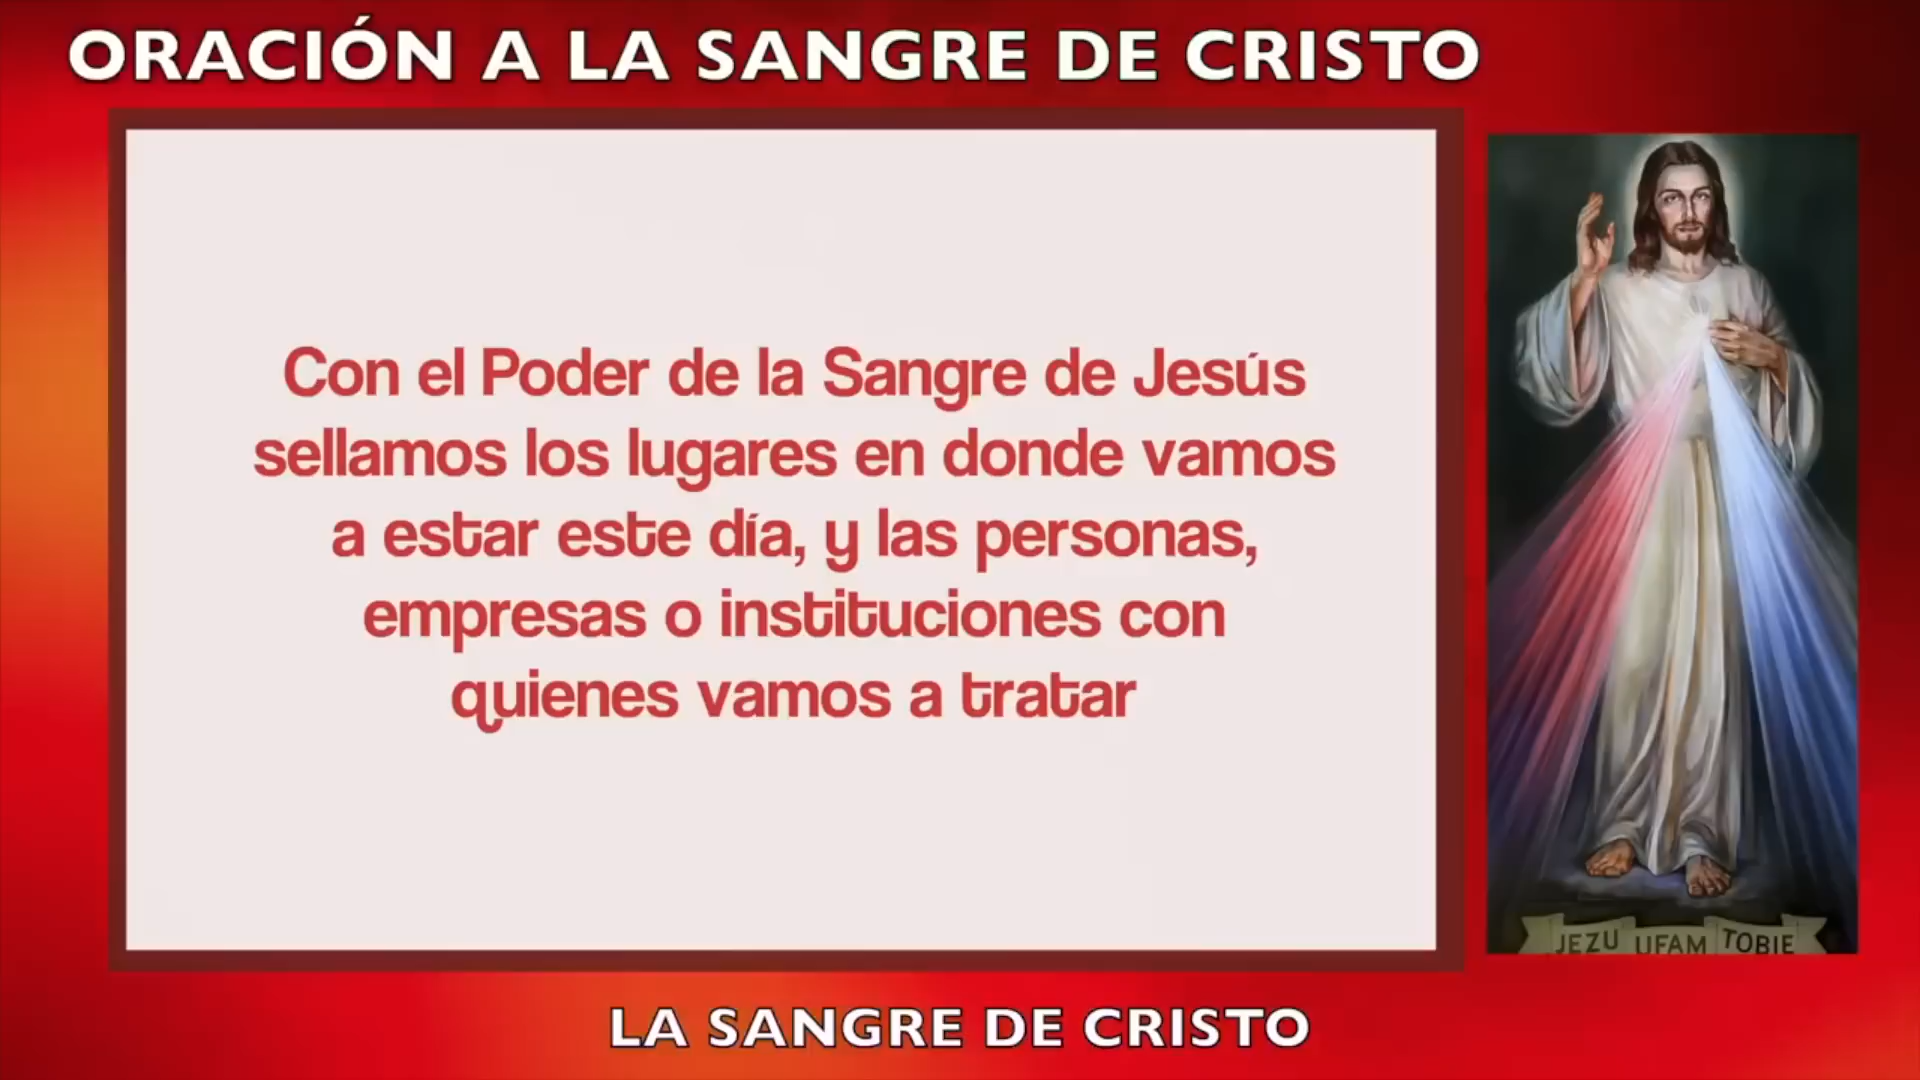 ORACIÓN A LA SANGRE DE CRISTO
Con el Poder de la Sangre de Jesús
sellamos los lugares en donde vamos
a estar este día, y las personas,
empresas o instituciones con
quienes vamos a tratar
JEZU UFAM TOBIE
LA SANGRE DE CRISTO